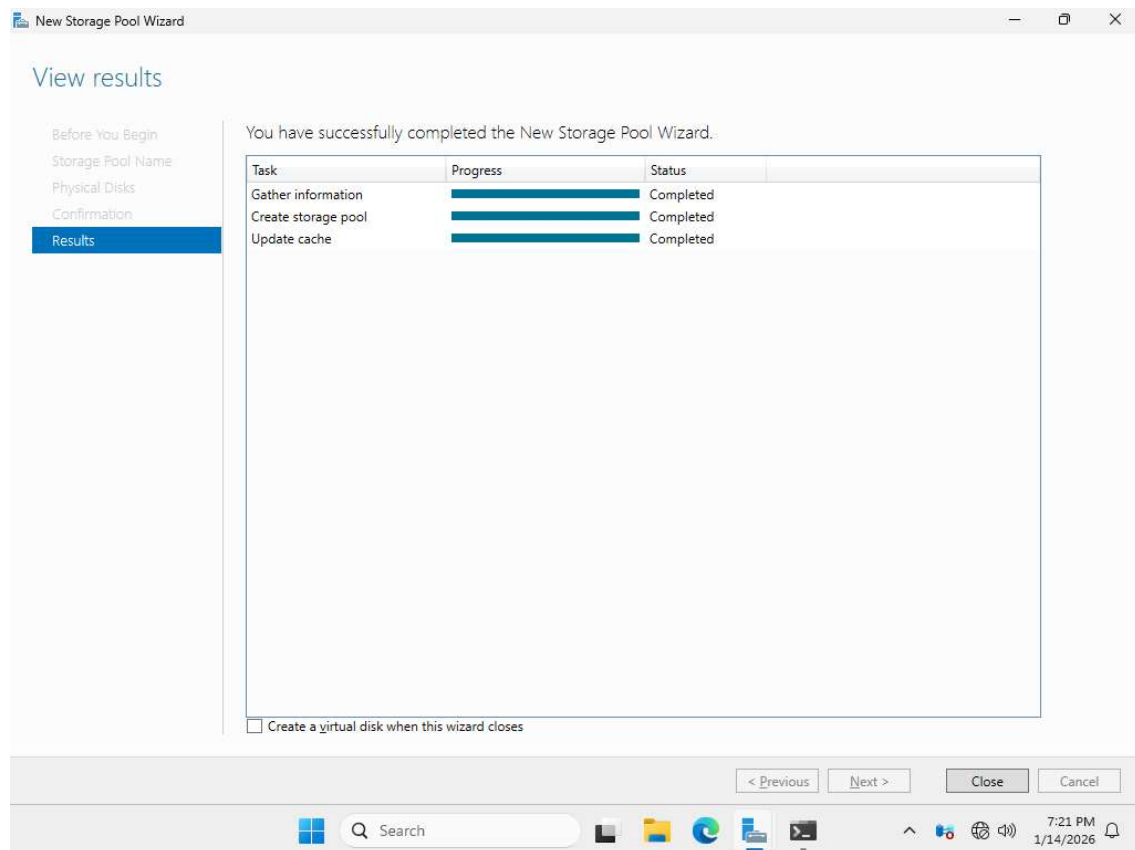 New Storage Pool Wizard
View results
Before You Begin
Storage Pool Name
Physical Disks
Confirmation
Results
You have successfully completed the New Storage Pool Wizard.
Task Progress Status
Gather information Completed
Create storage pool Completed
Update cache Completed
Create a virtual disk when this wizard closes
< Previous Next > Close Cancel
Search
7:21 PM
1/14/2026